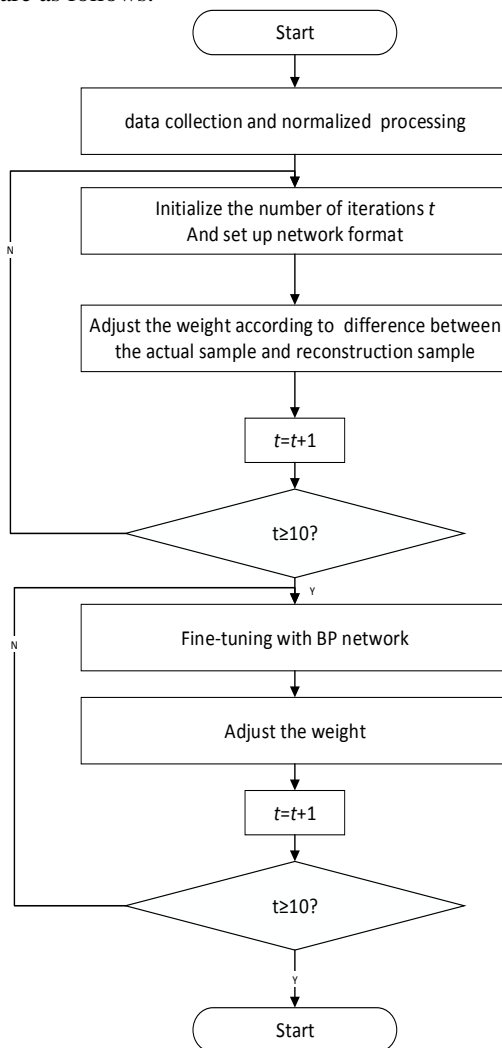 are as follows:
Start
data collection and normalized processing
Initialize the number of iterations t
And set up network format
N
Adjust the weight according to difference between
the actual sample and reconstruction sample
t=t+1
t≥10?
Y
N
Fine-tuning with BP network
Adjust the weight
t=t+1
t≥10?
Y
Start